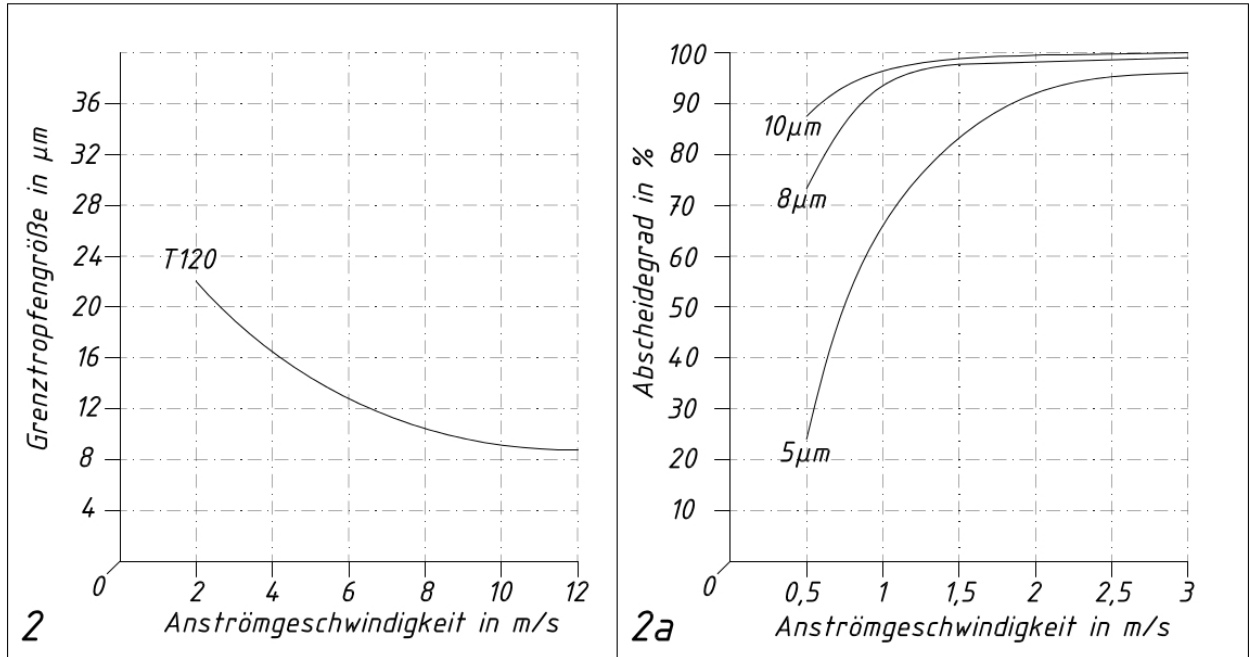 Grenztropfengröße in µm
36
32
28
24
20
16
12
8
4
0
T120
2 4 6 8 10 12
Anströmgeschwindigkeit in m/s
2
Abscheidegrad in %
100
90
80
70
60
50
40
30
20
10
0
10µm
8µm
5µm
0,5 1 1,5 2 2,5 3
Anströmgeschwindigkeit in m/s
2a